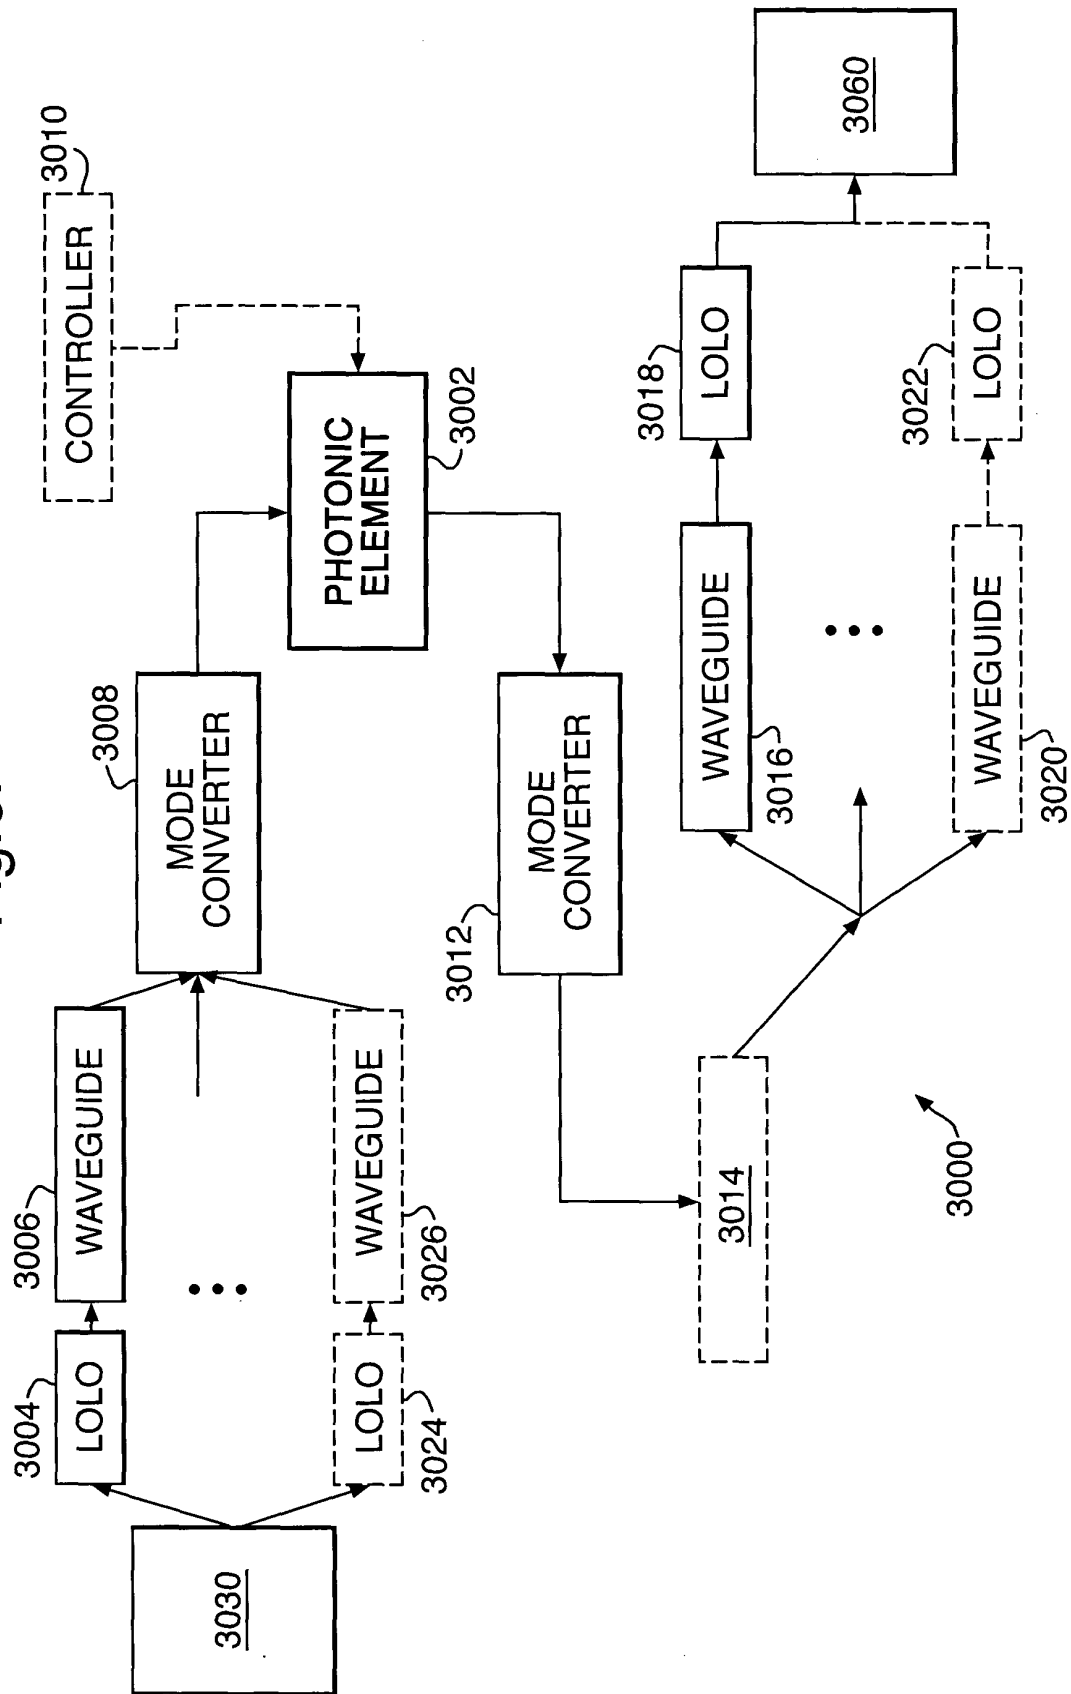 3030
3004
LOLO
3006
WAVEGUIDE
3024
LOLO
3026
WAVEGUIDE
3008
MODE
CONVERTER
3010
CONTROLLER
PHOTONIC
ELEMENT
3002
3012
MODE
CONVERTER
3014
3000
WAVEGUIDE
3016
3018
LOLO
WAVEGUIDE
3020
3022
LOLO
3060